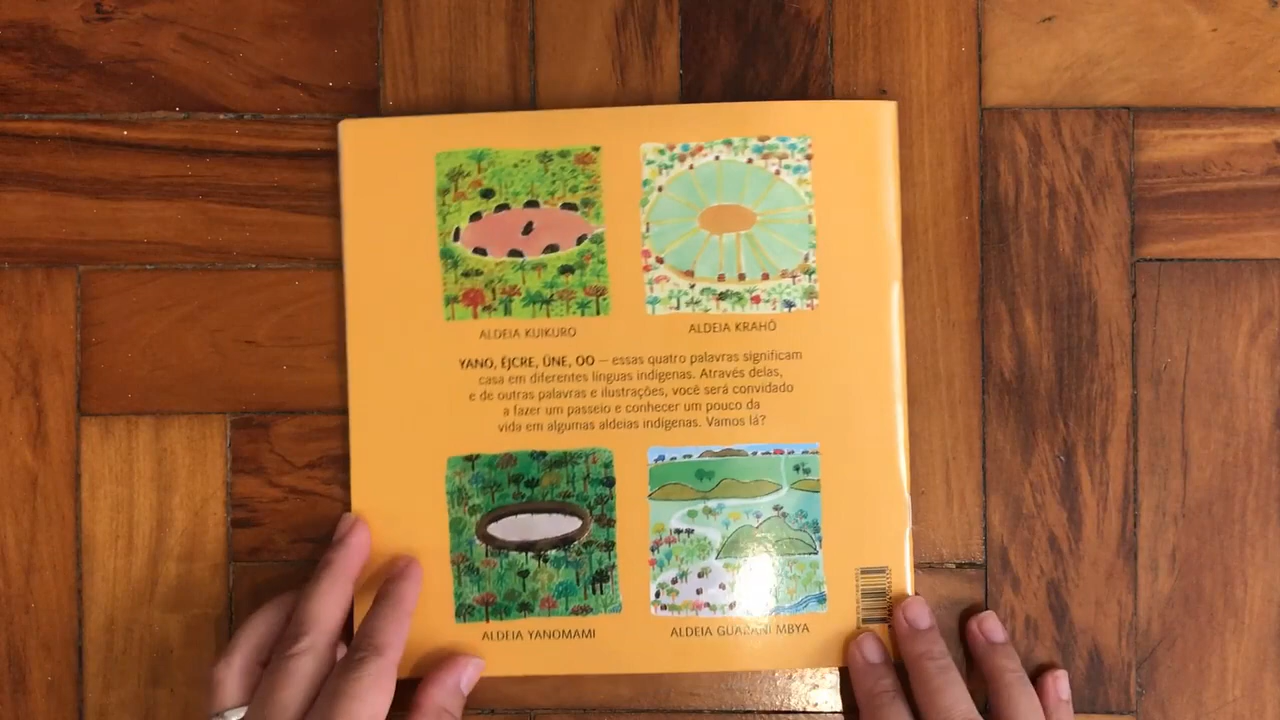 ALDEIA KUIKURO
ALDEIA KRAHÔ
YANO, ËJCRE, ÜNE, OO – essas quatro palavras significam
casa em diferentes línguas indígenas. Através delas,
e de outras palavras e ilustrações, você será convidado
a fazer um passeio e conhecer um pouco da
vida em algumas aldeias indígenas. Vamos lá?
ALDEIA YANOMAMI
ALDEIA GUARANI MBYA